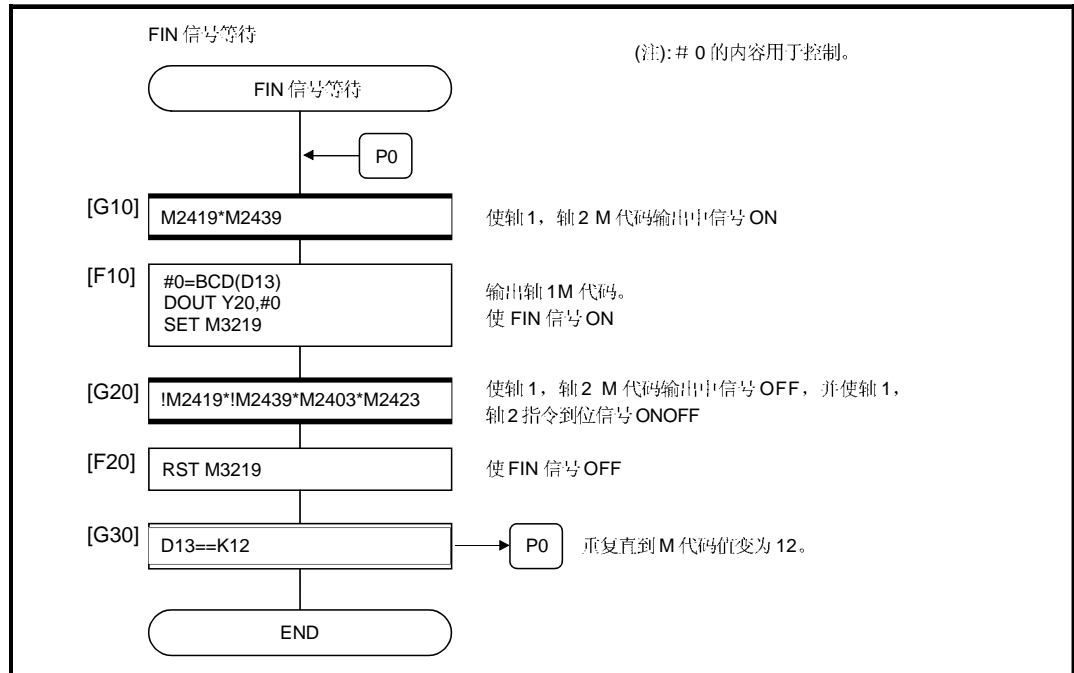 FIN 信号等待
(注):＃0 的内容用于控制。
FIN 信号等待
P0
[G10]
M2419*M2439
使轴1，轴2 M 代码输出中信号 ON
[F10]
#0=BCD(D13)
DOUT Y20,#0
SET M3219
输出轴 1M 代码。
使 FIN 信号 ON
[G20]
!M2419*!M2439*M2403*M2423
使轴1，轴2 M 代码输出中信号 OFF，并使轴1，
轴2指令到位信号 ONOFF
[F20]
RST M3219
使 FIN 信号 OFF
[G30]
D13==K12
P0
重复直到 M 代码值变为 12。
END